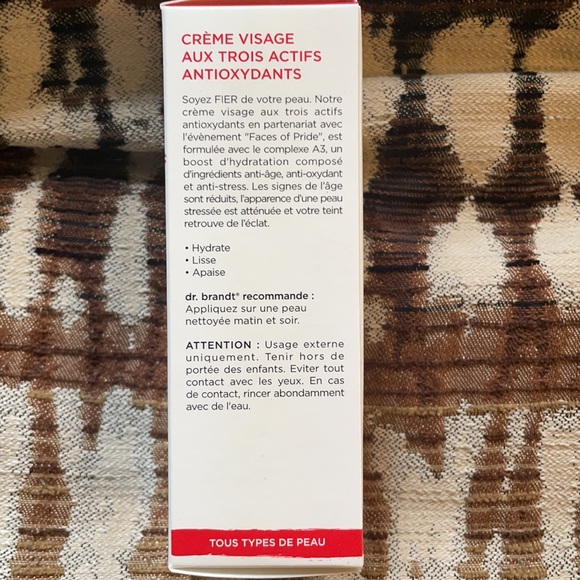 CRÈME VISAGE
AUX TROIS ACTIFS
ANTIOXYDANTS
Soyez FIER de votre peau. Notre
crème visage aux trois actifs
antioxydants en partenariat avec
l'évènement "Faces of Pride", est
formulée avec le complexe A3, un
boost d'hydratation composé
d'ingrédients anti-âge, anti-oxydant
et anti-stress. Les signes de l'âge
sont réduits, l'apparence d'une peau
stressée est atténuée et votre teint
retrouve de l'éclat.
• Hydrate
• Lisse
• Apaise
dr. brandt® recommande :
Appliquez sur une peau
nettoyée matin et soir.
ATTENTION : Usage externe
uniquement. Tenir hors de
portée des enfants. Eviter tout
contact avec les yeux. En cas
de contact, rincer abondamment
avec de l'eau.
TOUS TYPES DE PEAU